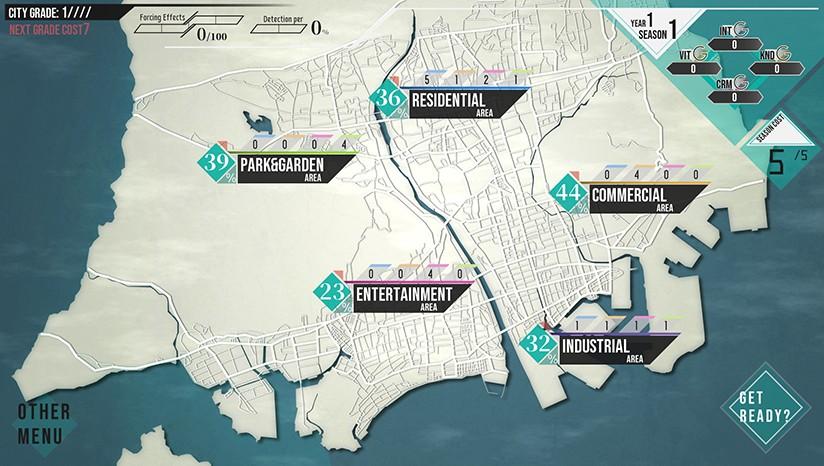 CITY GRADE: 1////
NEXT GRADE COST7
Forcing Effects
0/100
Detection per
0%
YEAR 1
SEASON 1
INT G
0
VIT G
0
KND G
0
CRM G
0
SEASON COST
5/5
36%
5 1 2 1
RESIDENTIAL
AREA
39%
0 0 0 4
PARK&GARDEN
AREA
44%
0 4 0 0
COMMERCIAL
AREA
23%
0 0 4 0
ENTERTAINMENT
AREA
32%
1 1 1 1
INDUSTRIAL
AREA
OTHER
MENU
GET
READY?